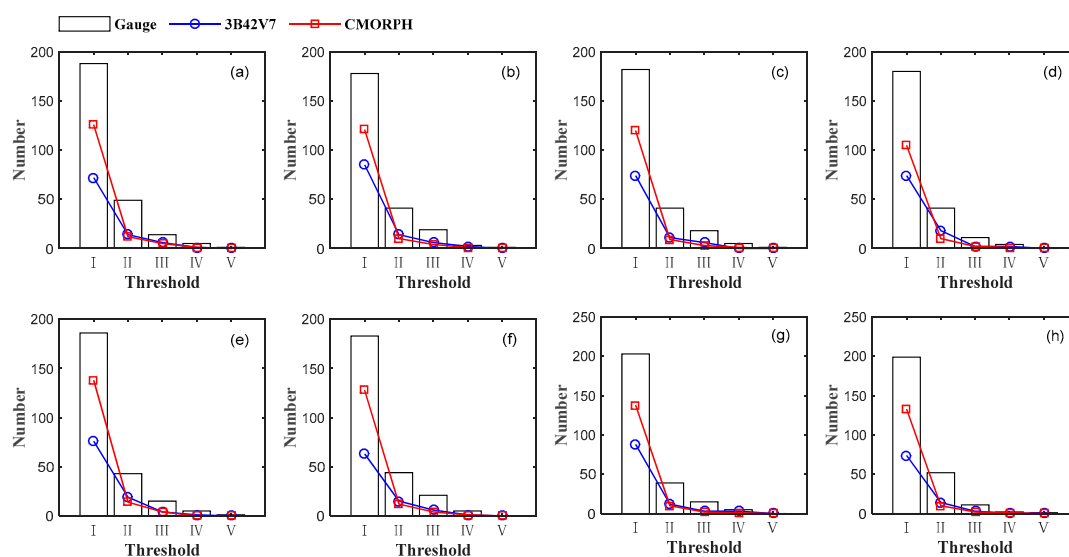 Gauge 3B42V7 CMORPH
200 200 200 200
(a) (b) (c) (d)
150 150 150 150
Number Number Number Number
100 100 100 100
50 50 50 50
0 0 0 0
I II III IV V I II III IV V I II III IV V I II III IV V
Threshold Threshold Threshold Threshold
200 200 250 250
(e) (f) (g) (h)
200 200
150 150
Number Number Number Number
150 150
100 100
100 100
50 50 50 50
0 0 0 0
I II III IV V I II III IV V I II III IV V I II III IV V
Threshold Threshold Threshold Threshold